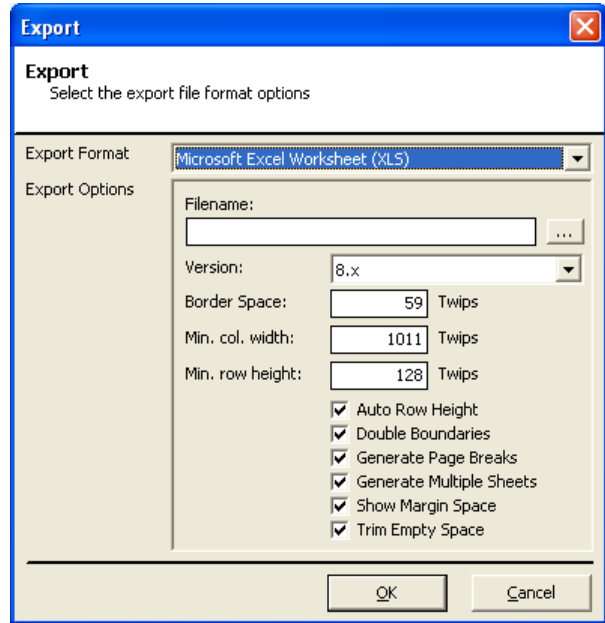 Export
Export
Select the export file format options
Export Format
Microsoft Excel Worksheet (XLS)
Export Options
Filename:
...
Version:
8.x
Border Space:
59 Twips
Min. col. width:
1011 Twips
Min. row height:
128 Twips
Auto Row Height
Double Boundaries
Generate Page Breaks
Generate Multiple Sheets
Show Margin Space
Trim Empty Space
OK
Cancel